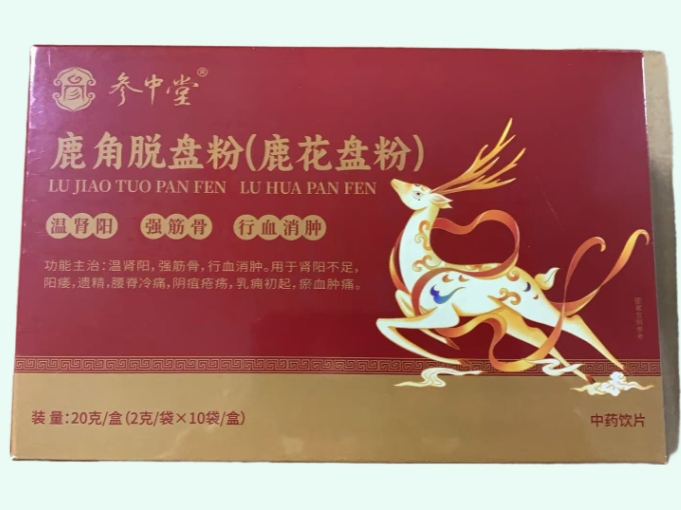 参中堂®
鹿角脱盘粉(鹿花盘粉)
LU JIAO TUO PAN FEN LU HUA PAN FEN
温肾阳 强筋骨 行血消肿
功能主治:温肾阳,强筋骨,行血消肿。用于肾阳不足,
阳痿,遗精,腰脊冷痛,阴疽疮疡,乳痈初起,瘀血肿痛。
装量:20克/盒(2克/袋×10袋/盒)
中药饮片